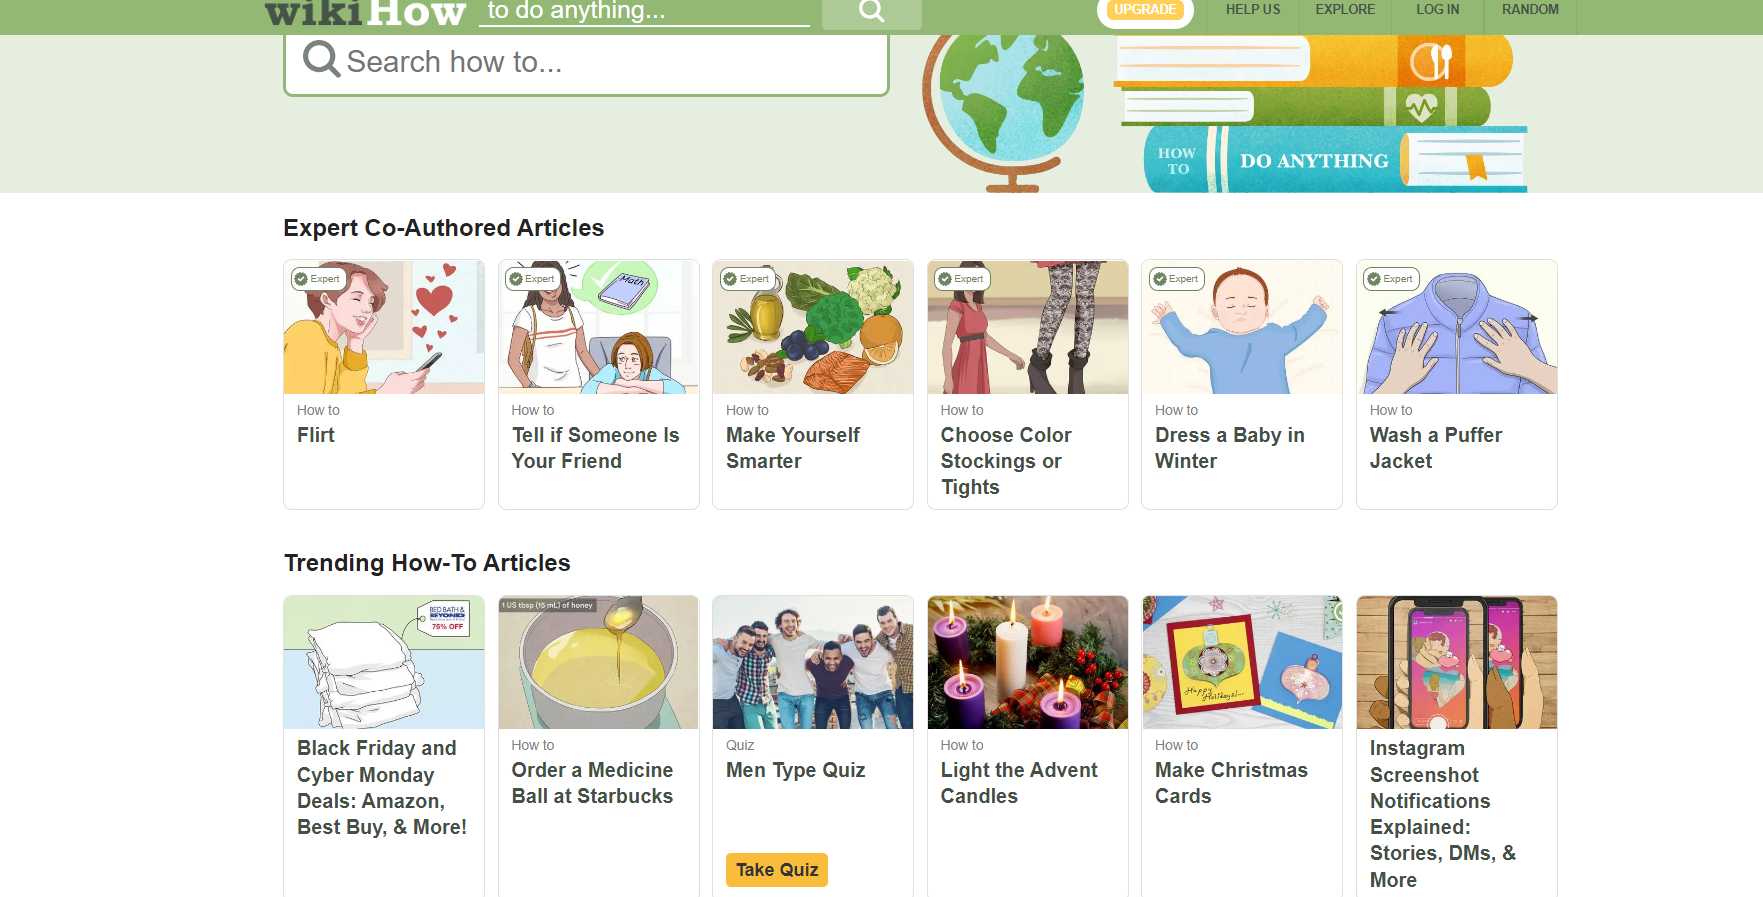 wikiHow to do anything...
UPGRADE
HELP US
EXPLORE
LOG IN
RANDOM
Search how to...
HOW
TO
DO ANYTHING
Expert Co-Authored Articles
Expert
Math
Expert
Expert
Expert
Expert
Expert
How to
Flirt
How to
Tell if Someone Is
Your Friend
How to
Make Yourself
Smarter
How to
Choose Color
Stockings or
Tights
How to
Dress a Baby in
Winter
How to
Wash a Puffer
Jacket
Trending How-To Articles
BED BATH &
BEYOND
75% OFF
1 US tbsp (15 mL) of honey
Happy
Holidays!...
Black Friday and
Cyber Monday
Deals: Amazon,
Best Buy, & More!
How to
Order a Medicine
Ball at Starbucks
Quiz
Men Type Quiz
Take Quiz
How to
Light the Advent
Candles
How to
Make Christmas
Cards
Instagram
Screenshot
Notifications
Explained:
Stories, DMs, &
More